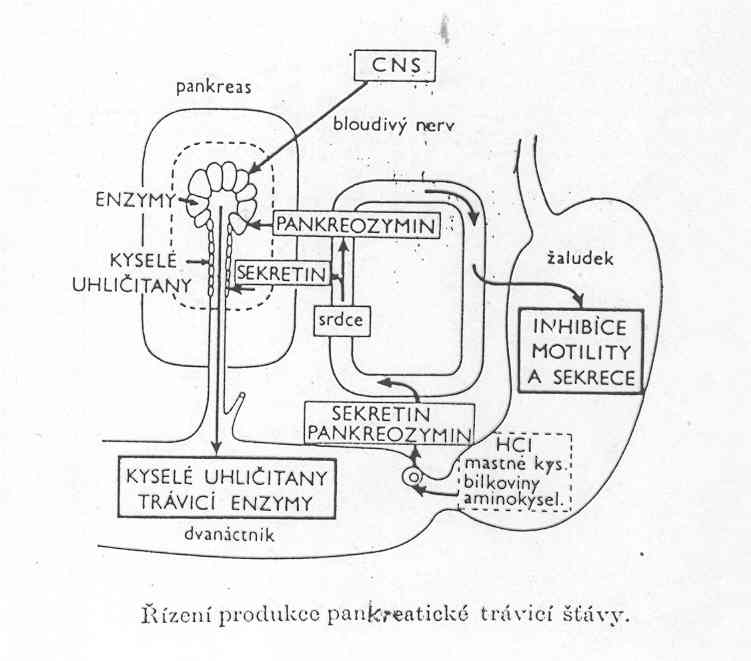 CNS
pankreas
bloudivý nerv
ENZYMY
PANKREOZYMIN
KYSELÉ
UHLIČITANY
SEKRETIN
žaludek
srdce
INHIBÍCE
MOTILITY
A SEKRECE
SEKRETIN
PANKREOZYMIN
HCl
mastné kys.
bílkoviny
aminokysel.
KYSELÉ UHLIČITANY
TRÁVICÍ ENZYMY
dvanáctník
Řízení produkce pankreatické trávicí šťávy.